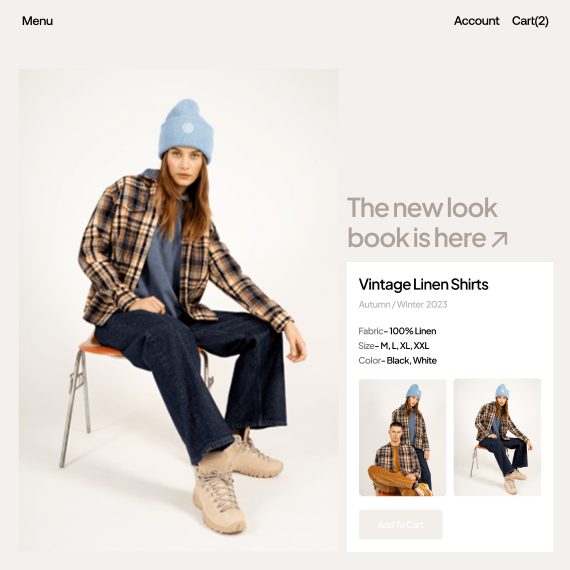 Menu
Account
Cart(2)
The new look
book is here ↗
Vintage Linen Shirts
Autumn / Winter 2023
Fabric- 100% Linen
Size- M, L, XL, XXL
Color- Black, White
Add To Cart